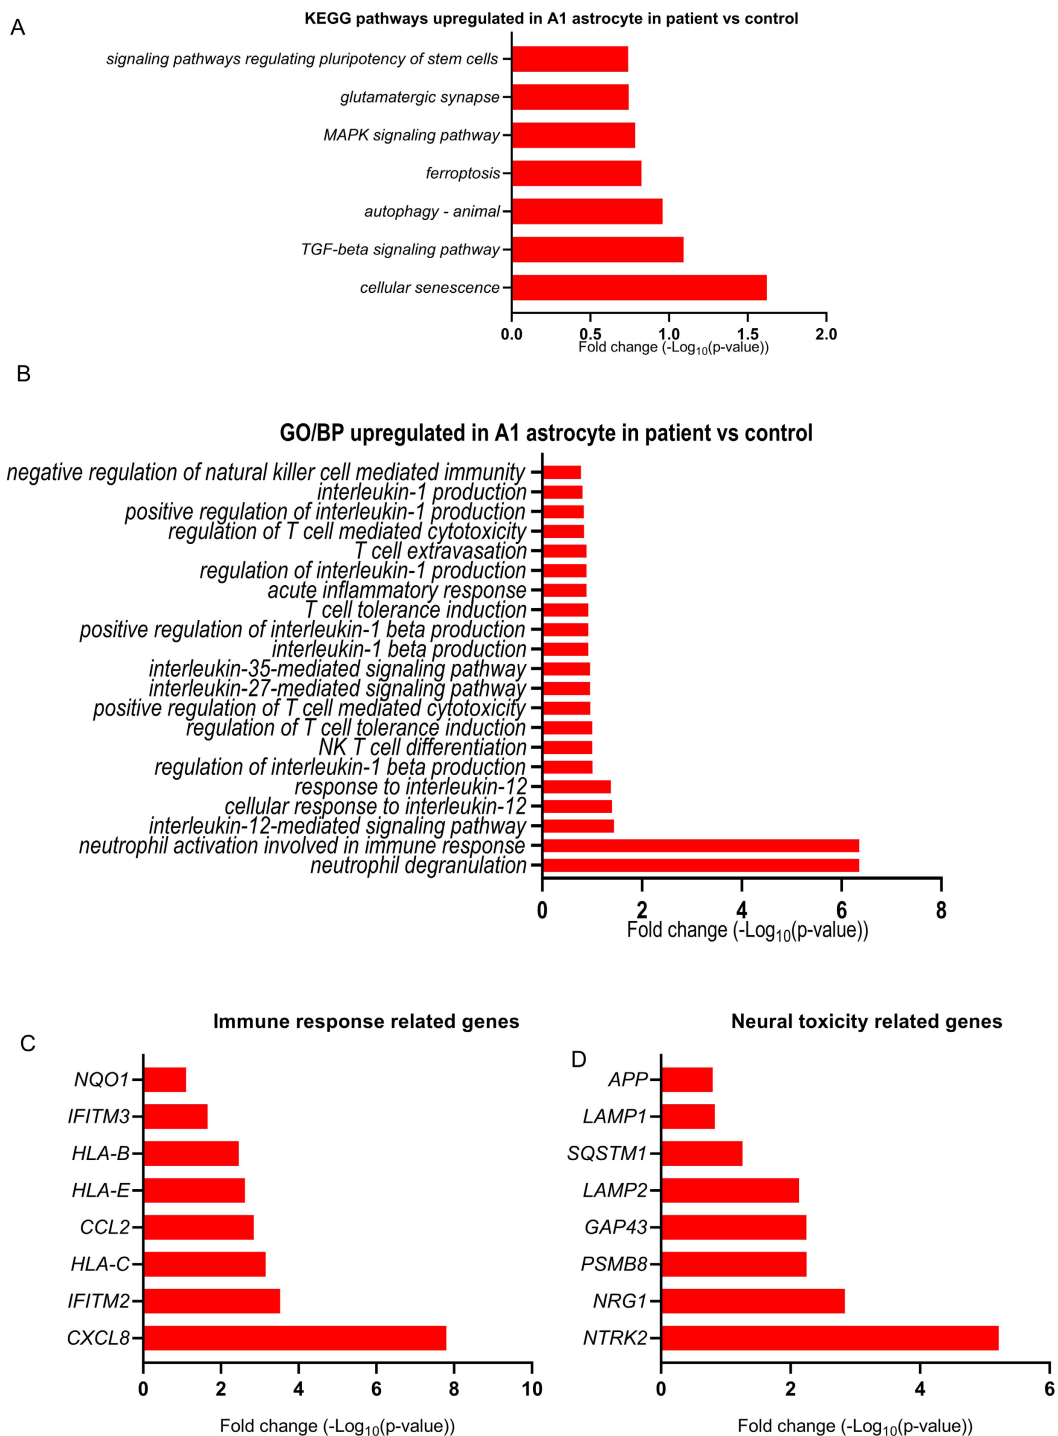 A
KEGG pathways upregulated in A1 astrocyte in patient vs control
signaling pathways regulating pluripotency of stem cells
glutamatergic synapse
MAPK signaling pathway
ferroptosis
autophagy - animal
TGF-beta signaling pathway
cellular senescence
0.0 0.5 1.0 1.5 2.0
Fold change (-Log10(p-value))
B
GO/BP upregulated in A1 astrocyte in patient vs control
negative regulation of natural killer cell mediated immunity
interleukin-1 production
positive regulation of interleukin-1 production
regulation of T cell mediated cytotoxicity
T cell extravasation
regulation of interleukin-1 production
acute inflammatory response
T cell tolerance induction
positive regulation of interleukin-1 beta production
interleukin-1 beta production
interleukin-35-mediated signaling pathway
interleukin-27-mediated signaling pathway
positive regulation of T cell mediated cytotoxicity
regulation of T cell tolerance induction
NK T cell differentiation
regulation of interleukin-1 beta production
response to interleukin-12
cellular response to interleukin-12
interleukin-12-mediated signaling pathway
neutrophil activation involved in immune response
neutrophil degranulation
0 2 4 6 8
Fold change (-Log10(p-value))
C
Immune response related genes
NQO1
IFITM3
HLA-B
HLA-E
CCL2
HLA-C
IFITM2
CXCL8
0 2 4 6 8 10
Fold change (-Log10(p-value))
D
Neural toxicity related genes
APP
LAMP1
SQSTM1
LAMP2
GAP43
PSMB8
NRG1
NTRK2
0 2 4 6
Fold change (-Log10(p-value))